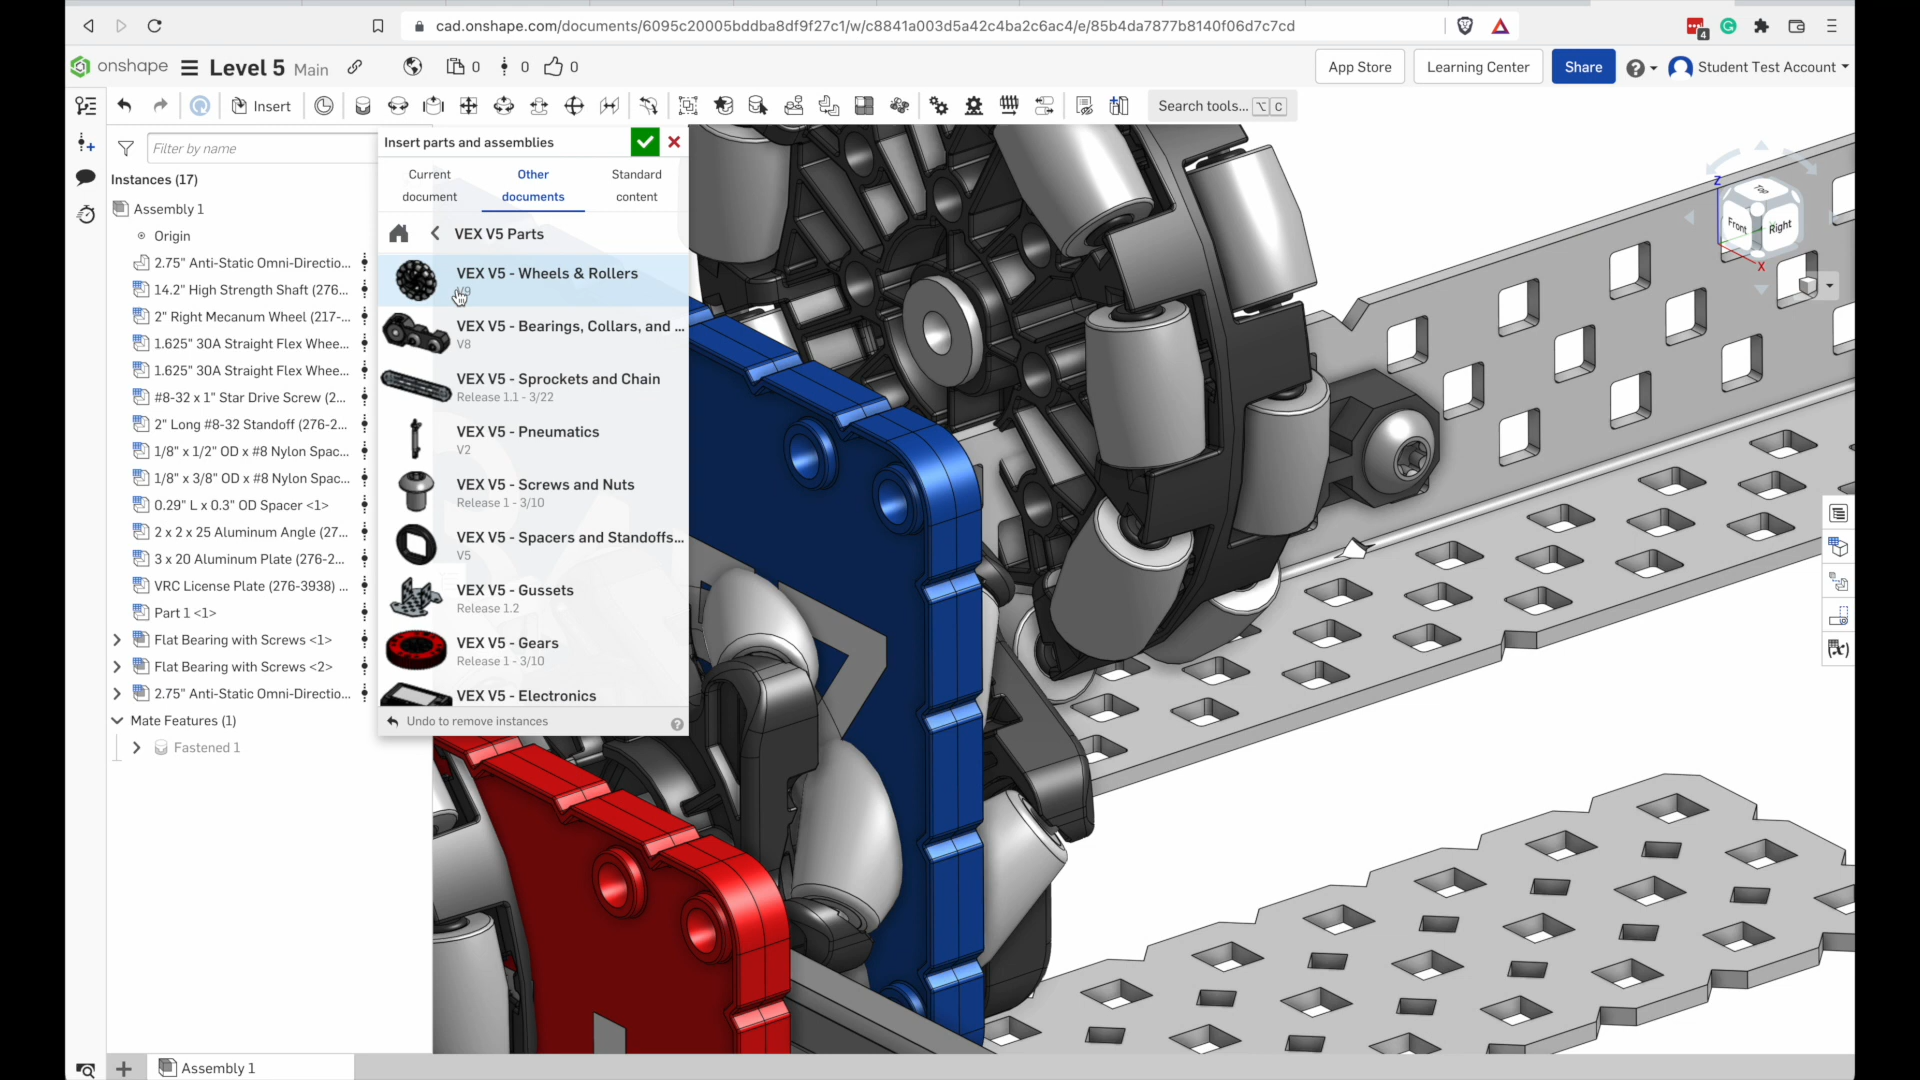 cad.onshape.com/documents/6095c20005bddba8df9f27c1/w/c8841a003d5a42c4ba2c6ac4/e/85b4da7877b8140f06d7c7cd
4
onshape Level 5 Main 0 0 0
App Store Learning Center Share ? Student Test Account
Insert Search tools... ⌥ C
Filter by name
Instances (17)
Assembly 1
Origin
2.75" Anti-Static Omni-Directio...
14.2" High Strength Shaft (276...
2" Right Mecanum Wheel (217-...
1.625" 30A Straight Flex Whee...
1.625" 30A Straight Flex Whee...
#8-32 x 1" Star Drive Screw (2...
2" Long #8-32 Standoff (276-2...
1/8" x 1/2" OD x #8 Nylon Spac...
1/8" x 3/8" OD x #8 Nylon Spac...
0.29" L x 0.3" OD Spacer <1>
2 x 2 x 25 Aluminum Angle (27...
3 x 20 Aluminum Plate (276-2...
VRC License Plate (276-3938) ...
Part 1 <1>
Flat Bearing with Screws <1>
Flat Bearing with Screws <2>
2.75" Anti-Static Omni-Directio...
Mate Features (1)
Fastened 1
Insert parts and assemblies
Current document
Other documents
Standard content
VEX V5 Parts
VEX V5 - Wheels & Rollers
V9
VEX V5 - Bearings, Collars, and ...
V8
VEX V5 - Sprockets and Chain
Release 1.1 - 3/22
VEX V5 - Pneumatics
V2
VEX V5 - Screws and Nuts
Release 1 - 3/10
VEX V5 - Spacers and Standoffs...
V5
VEX V5 - Gussets
Release 1.2
VEX V5 - Gears
Release 1 - 3/10
VEX V5 - Electronics
Undo to remove instances
Z
Top
Front
Right
X
(x)
Assembly 1